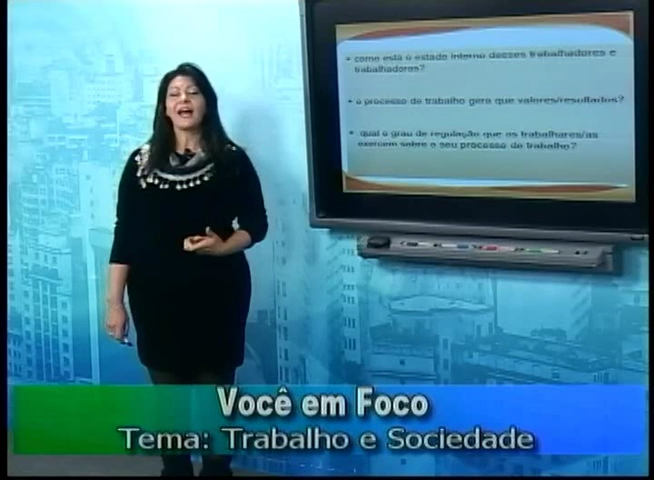 • como está o estado interno desses trabalhadores e
trabalhadoras?
• o processo de trabalho gera que valores/resultados?
• qual o grau de regulação que os trabalhares/as
exercem sobre o seu processo de trabalho?
Você em Foco
Tema: Trabalho e Sociedade